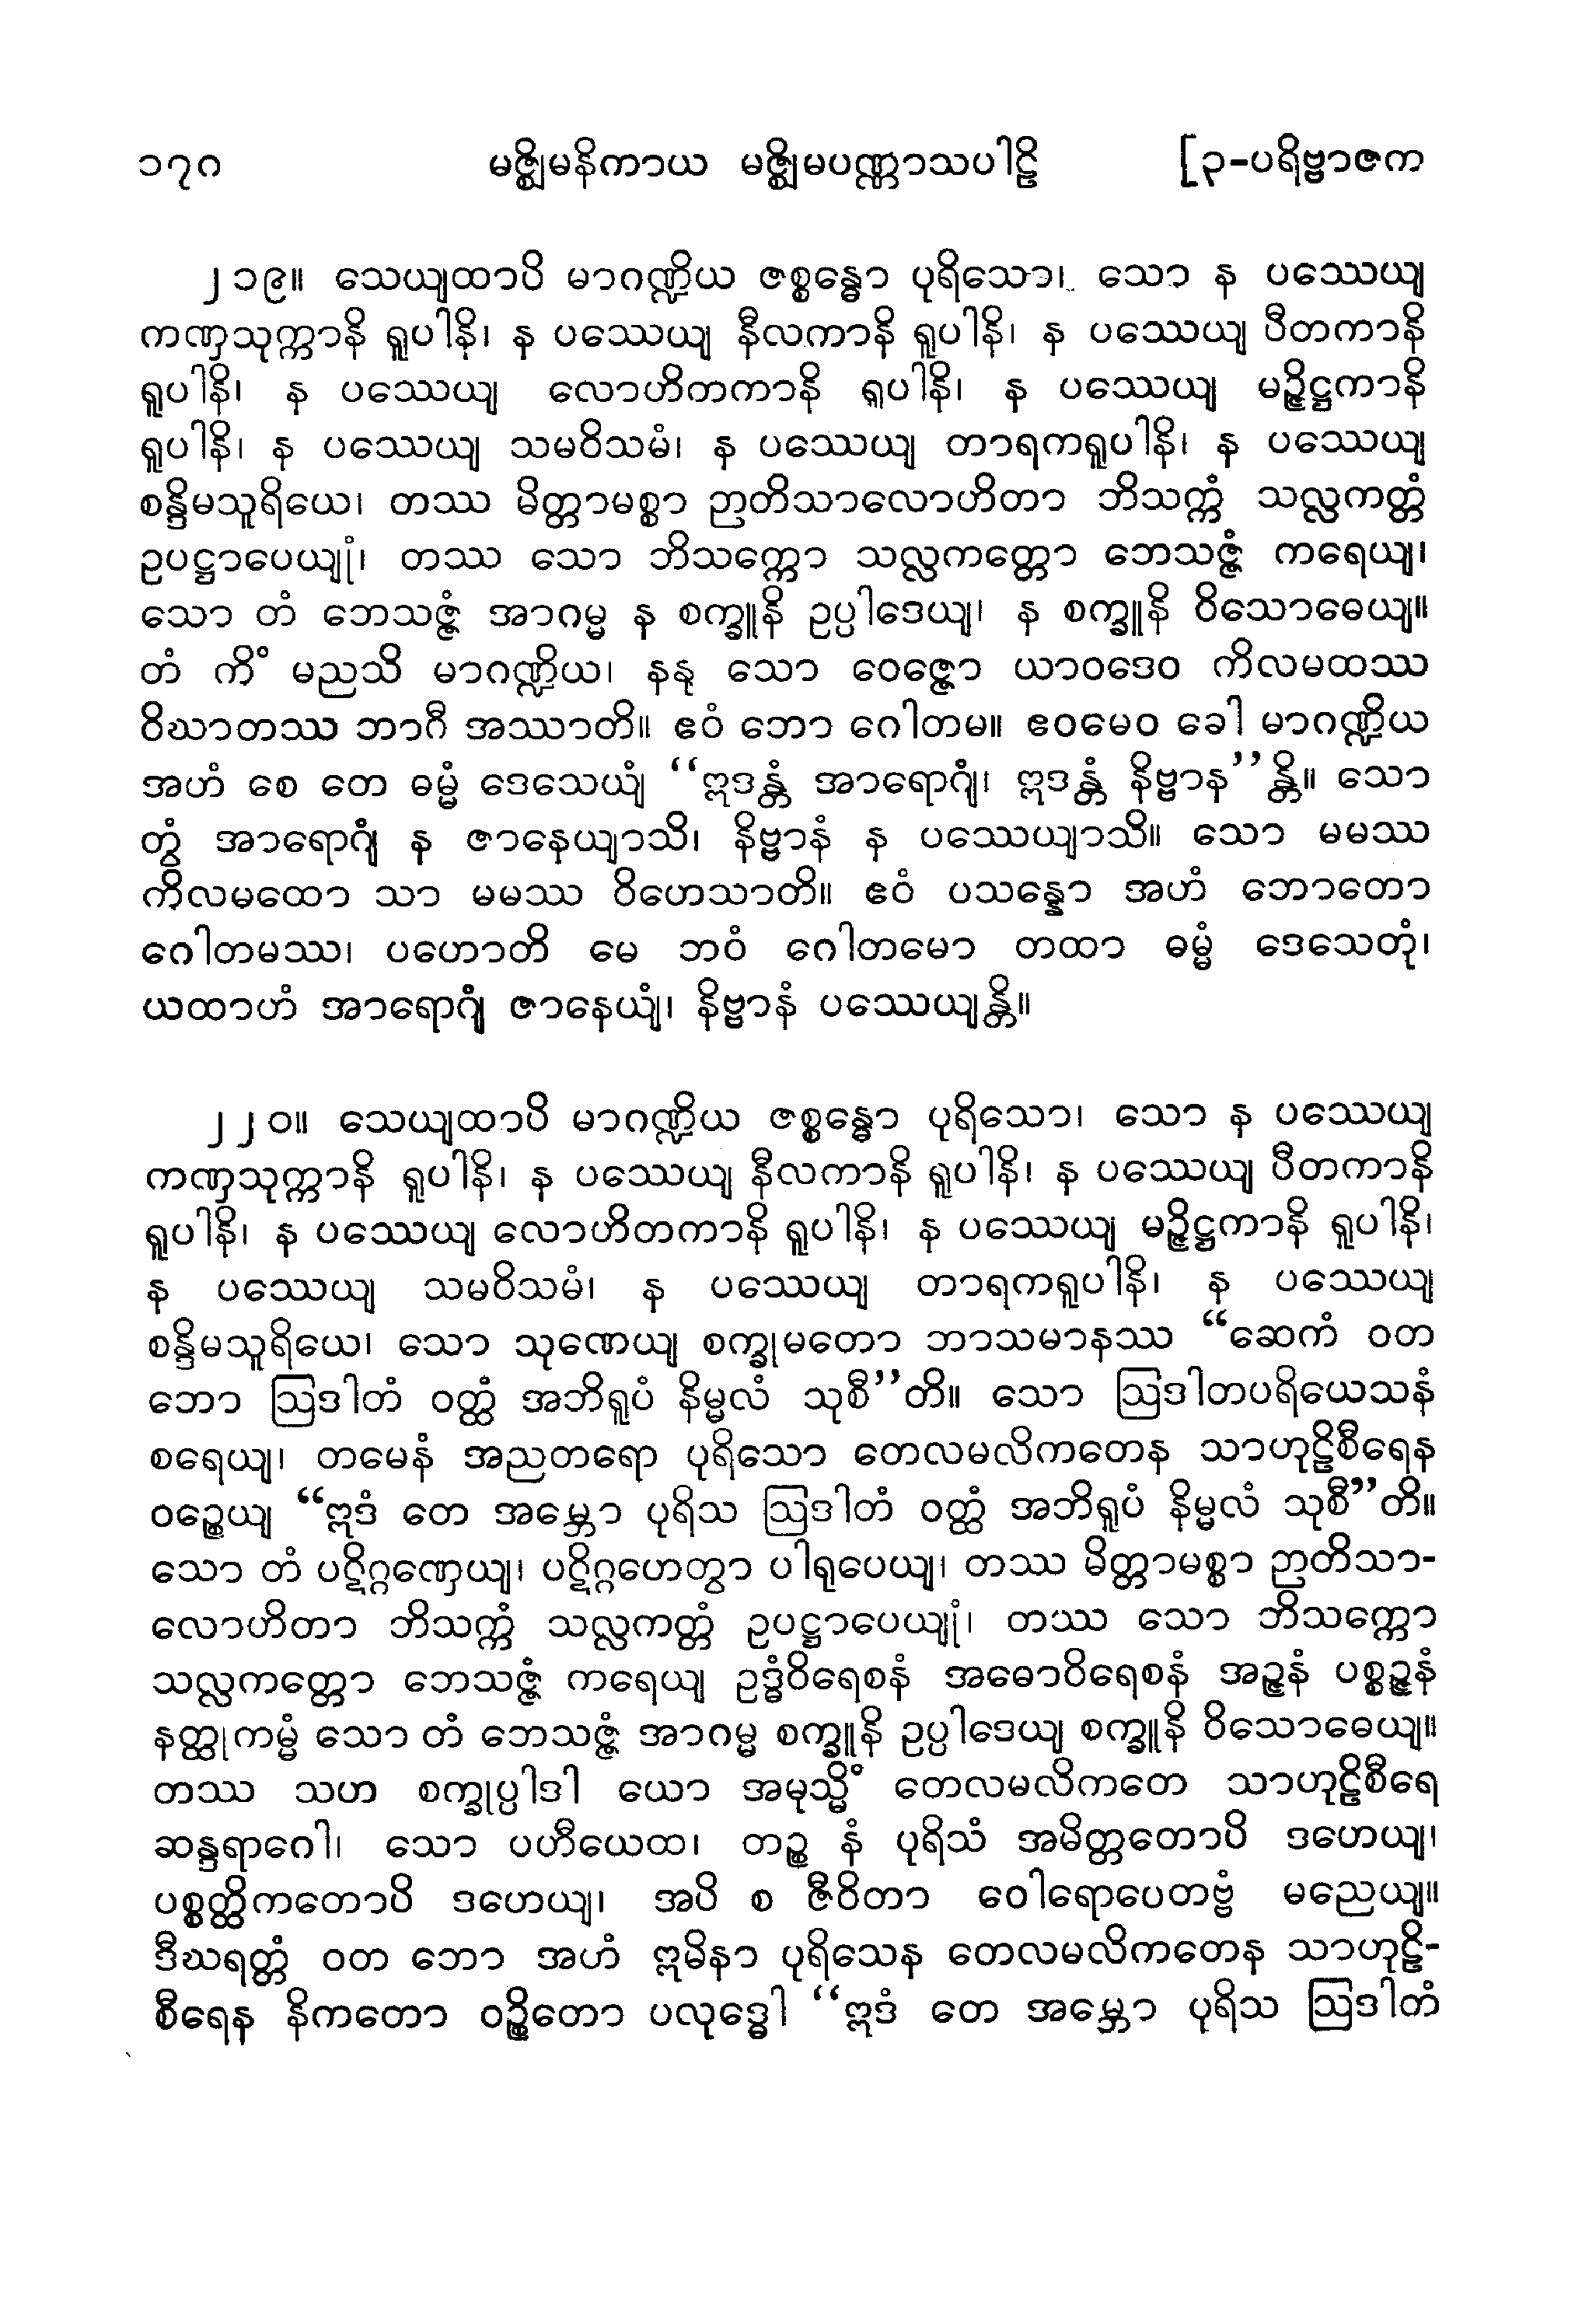 ၁၇၈ မဇ္ဈိမနိကာယ မဇ္ဈိမပဏ္ဏာသပါဠိ [၃-ပရိဗ္ဗာဇက
၂၁၉။ သေယျထာပိ မာဂဏ္ဍိယ ဇစ္စန္ဓော ပုရိသော၊ သော န ပဿေယျ
ကဏှသုက္ကာနိ ရူပါနိ၊ န ပဿေယျ နီလကာနိ ရူပါနိ၊ န ပဿေယျ ပီတကာနိ
ရူပါနိ၊ န ပဿေယျ လောဟိတကာနိ ရူပါနိ၊ န ပဿေယျ မဉ္ဇိဋ္ဌကာနိ
ရူပါနိ၊ န ပဿေယျ သမဝိသမံ၊ န ပဿေယျ တာရကရူပါနိ၊ န ပဿေယျ
စန္ဒိမသူရိယေ၊ တဿ မိတ္တာမစ္စာ ဉာတိသာလောဟိတာ ဘိသက္ကံ သလ္လကတ္တံ
ဥပဋ္ဌာပေယျုံ၊ တဿ သော ဘိသက္ကော သလ္လကတ္တော ဘေသဇ္ဇံ ကရေယျ၊
သော တံ ဘေသဇ္ဇံ အာဂမ္မ န စက္ခူနိ ဥပ္ပါဒေယျ၊ န စက္ခူနိ ဝိသောဓေယျ။
တံ ကိံ မညသိ မာဂဏ္ဍိယ၊ နနု သော ဝေဇ္ဇော ယာဝဒေဝ ကိလမထဿ
ဝိဃာတဿ ဘာဂီ အဿာတိ။ ဧဝံ ဘော ဂေါတမ။ ဧဝမေဝ ခေါ မာဂဏ္ဍိယ
အဟံ စေ တေ ဓမ္မံ ဒေသေယျံ “ဣဒန္တံ အာရောဂျံ၊ ဣဒန္တံ နိဗ္ဗာန”န္တိ။ သော
တွံ အာရောဂျံ န ဇာနေယျာသိ၊ နိဗ္ဗာနံ န ပဿေယျာသိ။ သော မမဿ
ကိလမထော သာ မမဿ ဝိဟေသာတိ။ ဧဝံ ပသန္နော အဟံ ဘောတော
ဂေါတမဿ၊ ပဟောတိ မေ ဘဝံ ဂေါတမော တထာ ဓမ္မံ ဒေသေတုံ၊
ယထာဟံ အာရောဂျံ ဇာနေယျံ၊ နိဗ္ဗာနံ ပဿေယျန္တိ။
၂၂၀။ သေယျထာပိ မာဂဏ္ဍိယ ဇစ္စန္ဓော ပုရိသော၊ သော န ပဿေယျ
ကဏှသုက္ကာနိ ရူပါနိ၊ န ပဿေယျ နီလကာနိ ရူပါနိ၊ န ပဿေယျ ပီတကာနိ
ရူပါနိ၊ န ပဿေယျ လောဟိတကာနိ ရူပါနိ၊ န ပဿေယျ မဉ္ဇိဋ္ဌကာနိ ရူပါနိ၊
န ပဿေယျ သမဝိသမံ၊ န ပဿေယျ တာရကရူပါနိ၊ န ပဿေယျ
စန္ဒိမသူရိယေ၊ သော သုဏေယျ စက္ခုမတော ဘာသမာနဿ “ဆေကံ ဝတ
ဘော ဩဒါတံ ဝတ္ထံ အဘိရူပံ နိမ္မလံ သုစီ”တိ။ သော ဩဒါတပရိယေသနံ
စရေယျ၊ တမေနံ အညတရော ပုရိသော တေလမလိကတေန သာဟုဠိစီရေန
ဝဉ္စေယျ “ဣဒံ တေ အမ္ဘော ပုရိသ ဩဒါတံ ဝတ္ထံ အဘိရူပံ နိမ္မလံ သုစီ”တိ။
သော တံ ပဋိဂ္ဂဏှေယျ၊ ပဋိဂ္ဂဟေတွာ ပါရုပေယျ၊ တဿ မိတ္တာမစ္စာ ဉာတိသာ-
လောဟိတာ ဘိသက္ကံ သလ္လကတ္တံ ဥပဋ္ဌာပေယျုံ၊ တဿ သော ဘိသက္ကော
သလ္လကတ္တော ဘေသဇ္ဇံ ကရေယျ ဥဒ္ဓံဝိရေစနံ အဓောဝိရေစနံ အဉ္ဇနံ ပစ္စဉ္ဇနံ
နတ္ထုကမ္မံ သော တံ ဘေသဇ္ဇံ အာဂမ္မ စက္ခူနိ ဥပ္ပါဒေယျ စက္ခူနိ ဝိသောဓေယျ။
တဿ သဟ စက္ခုပ္ပါဒါ ယော အမုသ္မိံ တေလမလိကတေ သာဟုဠိစီရေ
ဆန္ဒရာဂေါ၊ သော ပဟီယေထ၊ တဉ္စ နံ ပုရိသံ အမိတ္တတောပိ ဒဟေယျ၊
ပစ္စတ္ထိကတောပိ ဒဟေယျ၊ အပိ စ ဇီဝိတာ ဝေါရောပေတဗ္ဗံ မညေယျ။
ဒီဃရတ္တံ ဝတ ဘော အဟံ ဣမိနာ ပုရိသေန တေလမလိကတေန သာဟုဠိ-
စီရေန နိကတော ဝဉ္စိတော ပလုဒ္ဓေါ “ဣဒံ တေ အမ္ဘော ပုရိသ ဩဒါတံ